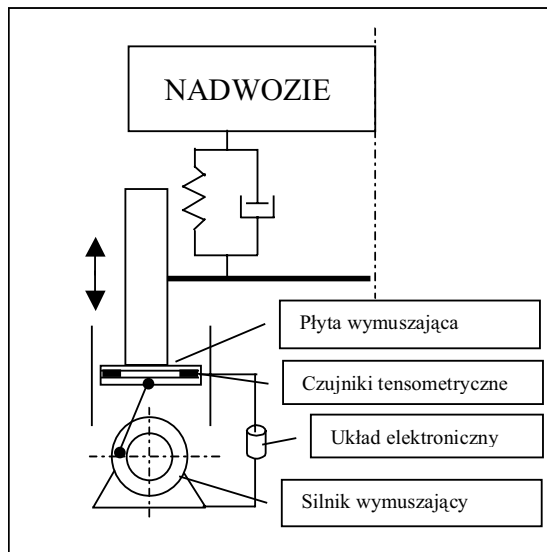 NADWOZIE
Płyta wymuszająca
Czujniki tensometryczne
Układ elektroniczny
Silnik wymuszający